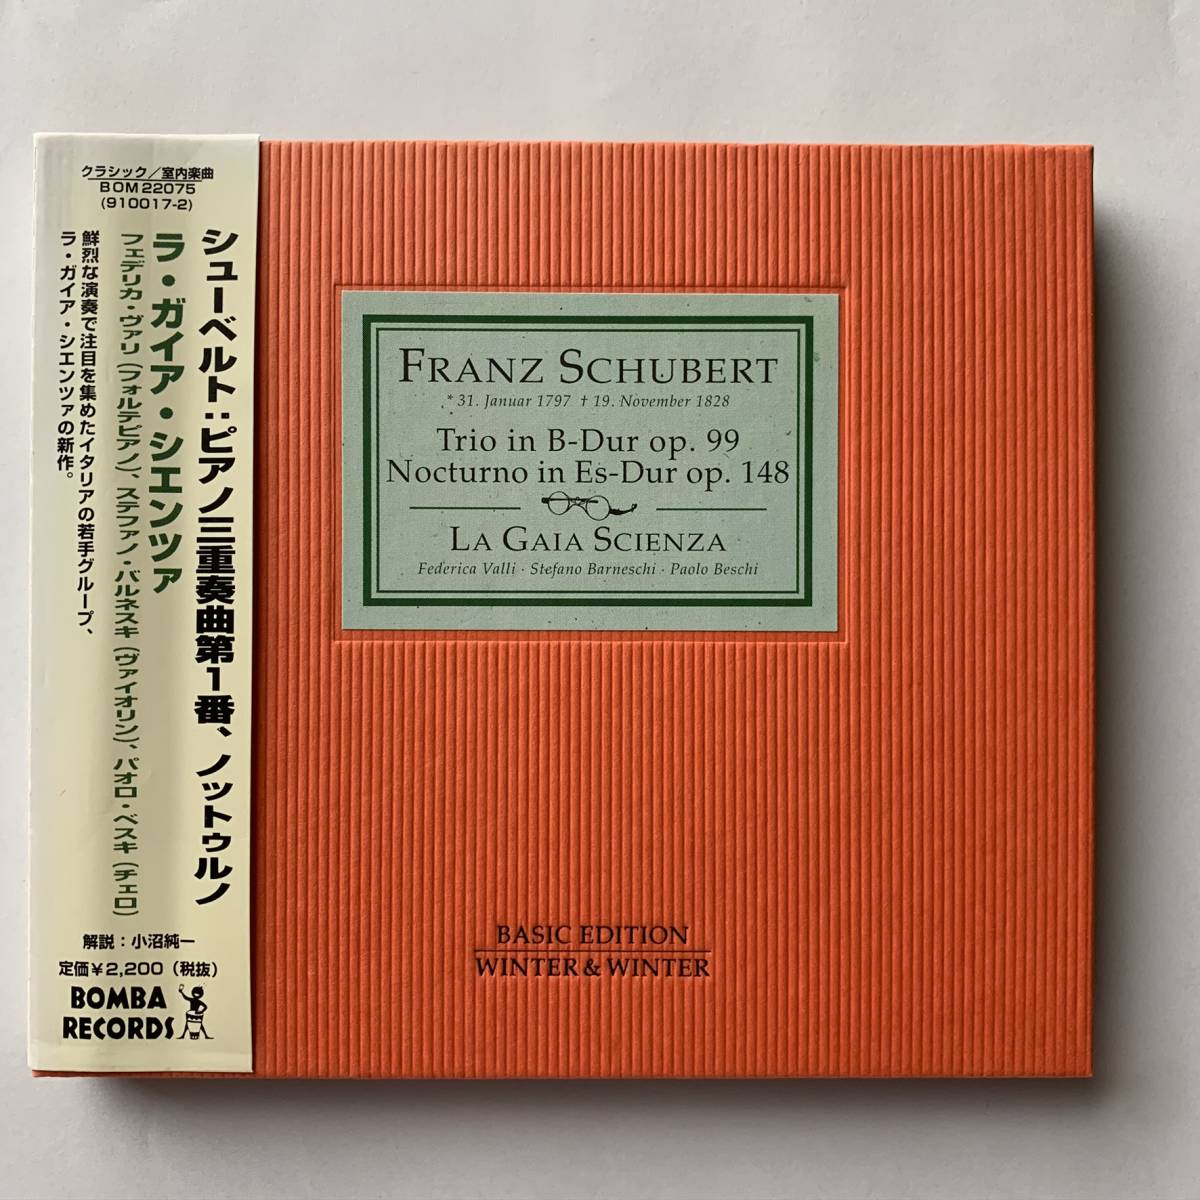 クラシック／室内楽曲
BOM22075
(910017-2)
シューベルト:ピアノ三重奏曲第1番、ノットゥルノ
ラ・ガイア・シエンツァ
フェデリカ・ヴァリ（フォルテピアノ）、ステファノ・バルネスキ（ヴァイオリン）、パオロ・ベスキ（チェロ）
鮮烈な演奏で注目を集めたイタリアの若手グループ、
ラ・ガイア・シエンツァの新作。
解説：小沼純一
定価¥2,200（税抜）
BOMBA
RECORDS
FRANZ SCHUBERT
* 31. Januar 1797 † 19. November 1828
Trio in B-Dur op. 99
Nocturno in Es-Dur op. 148
LA GAIA SCIENZA
Federica Valli · Stefano Barneschi · Paolo Beschi
BASIC EDITION
WINTER & WINTER